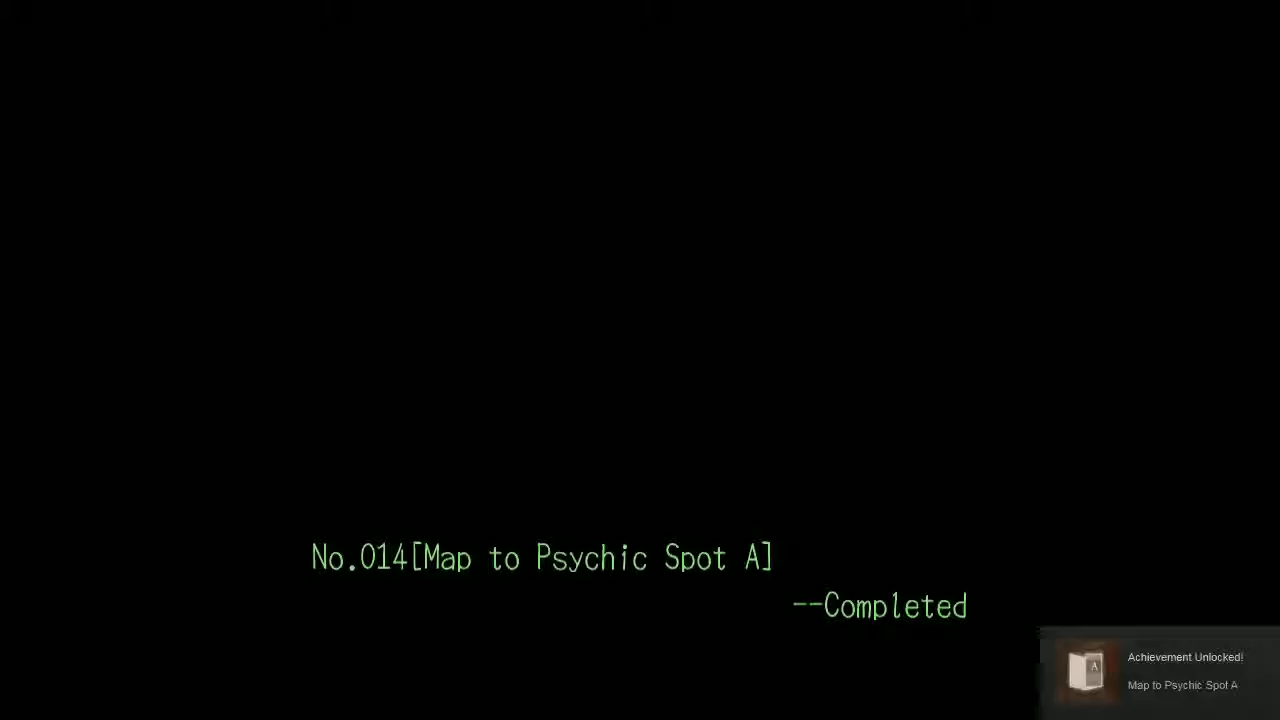 No.014[Map to Psychic Spot A]
--Completed
Achievement Unlocked!
A
Map to Psychic Spot A